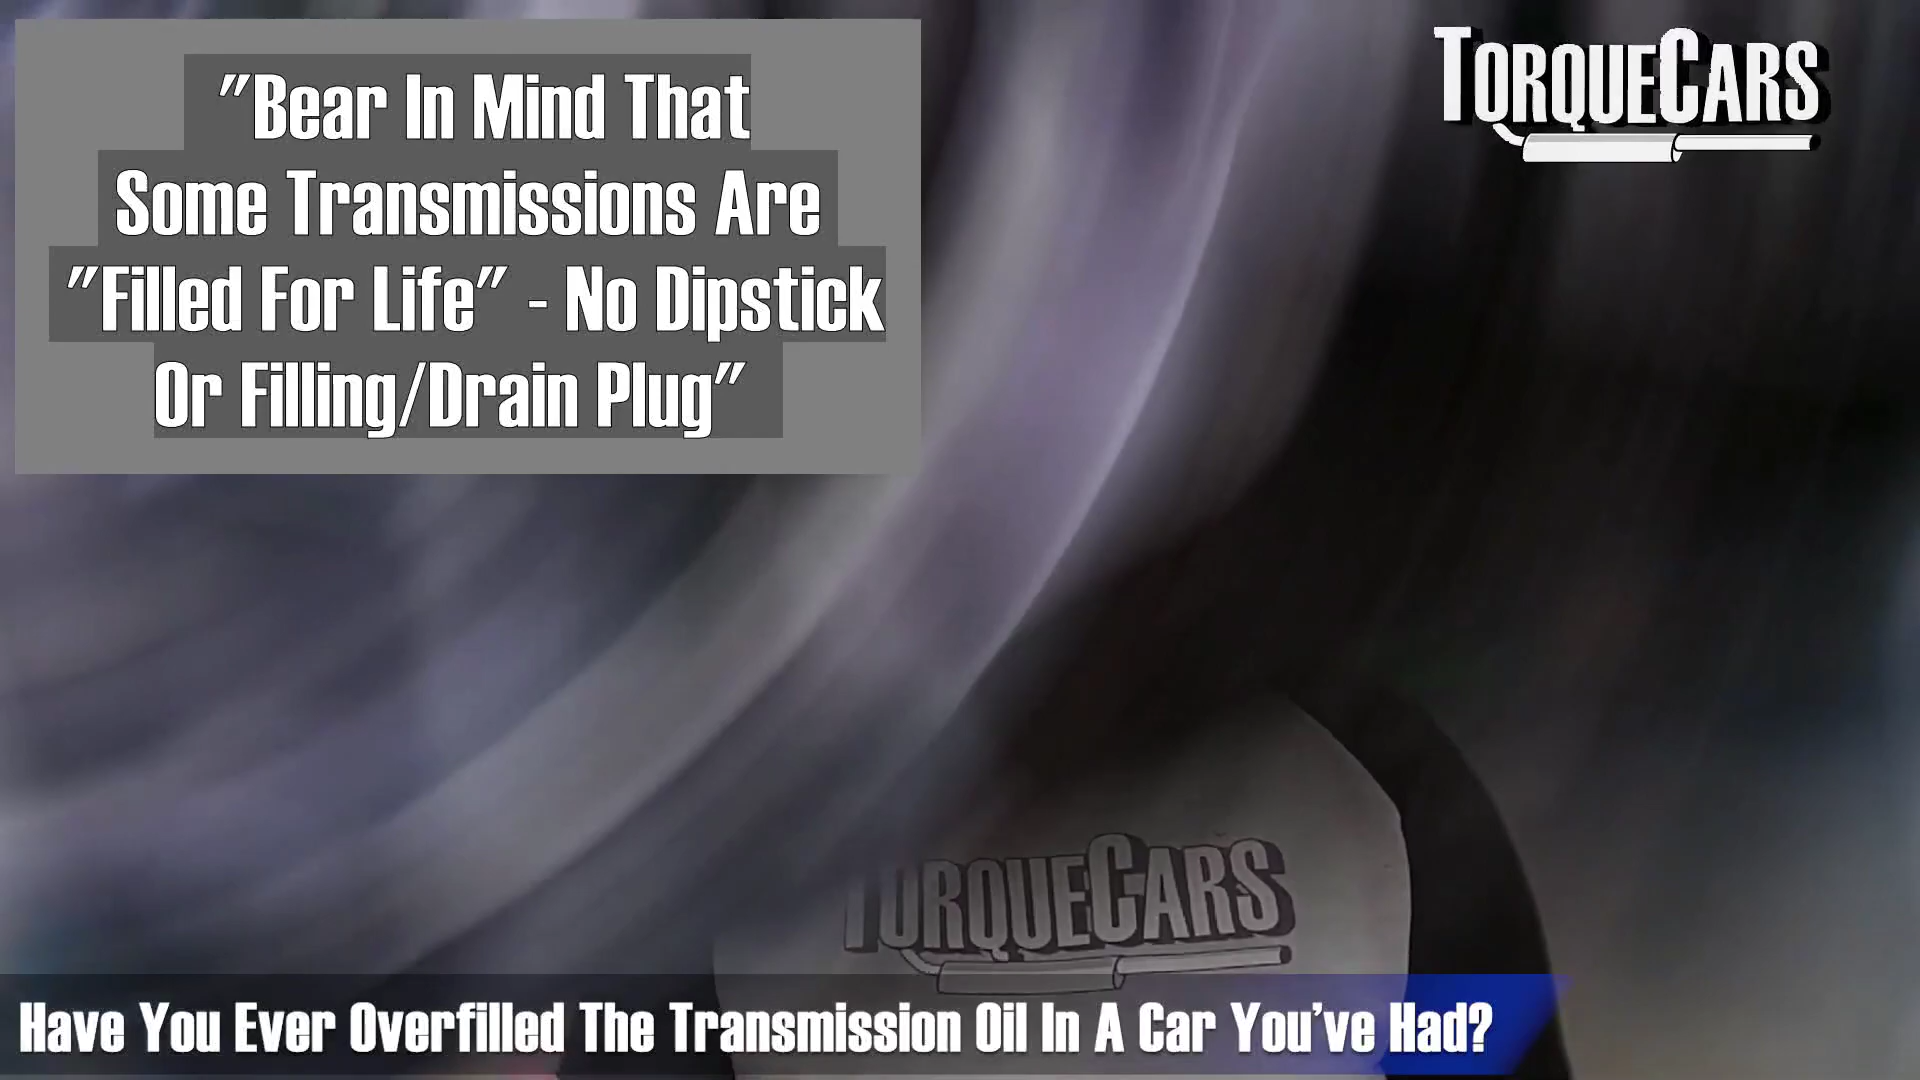 "Bear In Mind That
Some Transmissions Are
"Filled For Life" - No Dipstick
Or Filling/Drain Plug"
TORQUECARS
TORQUECARS
Have You Ever Overfilled The Transmission Oil In A Car You've Had?